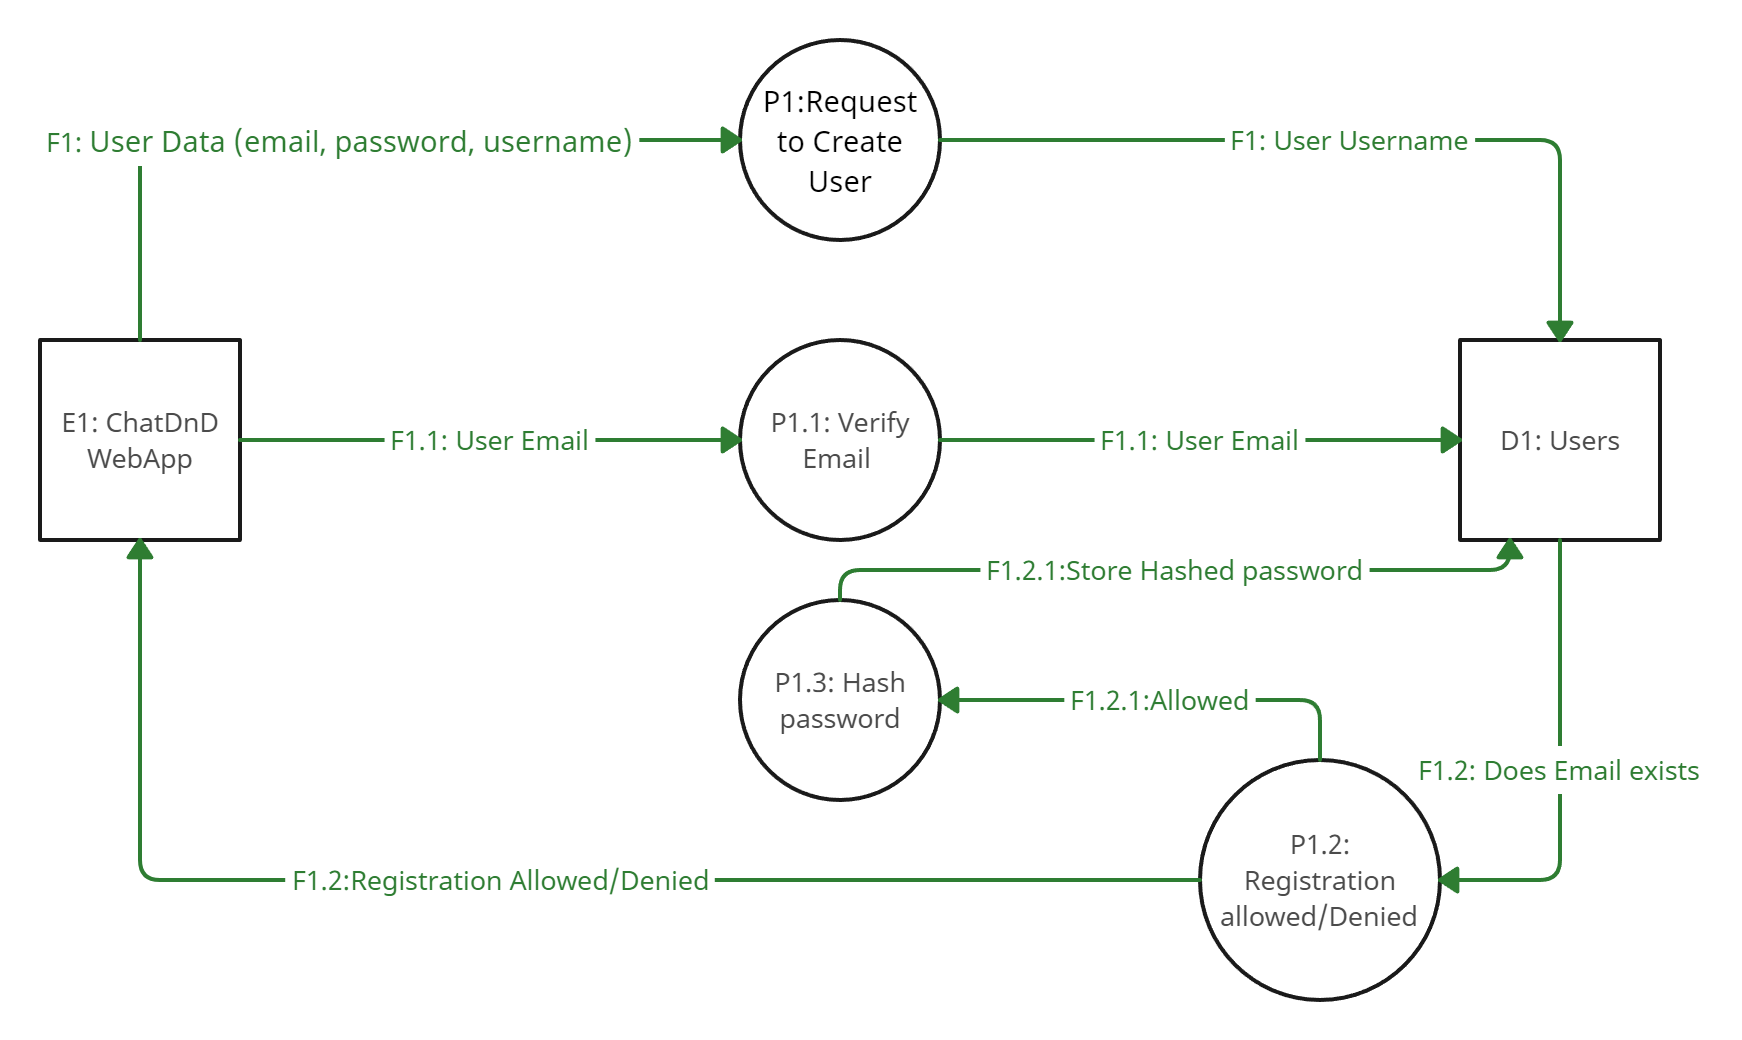 P1:Request
to Create
User
F1: User Data (email, password, username)
F1: User Username
E1: ChatDnD
WebApp
F1.1: User Email
P1.1: Verify
Email
F1.1: User Email
D1: Users
F1.2.1:Store Hashed password
P1.3: Hash
password
F1.2.1:Allowed
F1.2: Does Email exists
P1.2:
Registration
allowed/Denied
F1.2:Registration Allowed/Denied